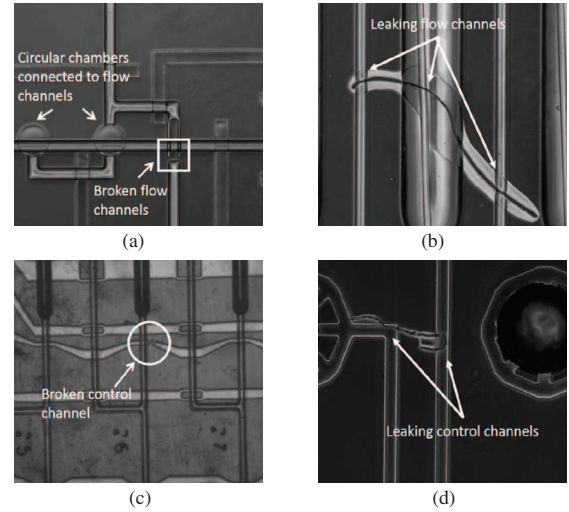 Circular chambers
connected to flow
channels
Broken flow
channels
(a)
Leaking flow channels
(b)
Broken control
channel
(c)
Leaking control channels
(d)